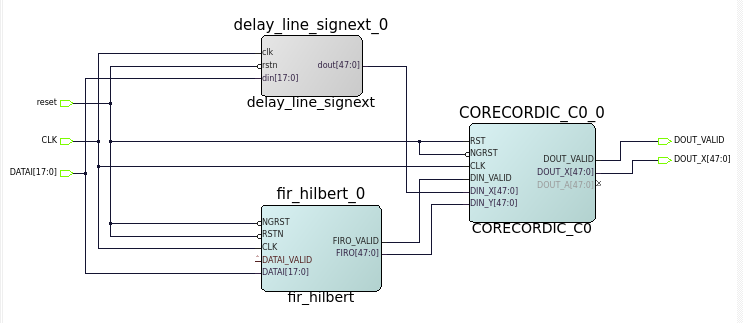 delay_line_signext_0
clk
rstn
din[17:0]
dout[47:0]
delay_line_signext
reset
CLK
DATAI[17:0]
CORECORDIC_C0_0
RST
NGRST
CLK
DIN_VALID
DIN_X[47:0]
DIN_Y[47:0]
DOUT_VALID
DOUT_X[47:0]
DOUT_A[47:0]
CORECORDIC_C0
DOUT_VALID
DOUT_X[47:0]
fir_hilbert_0
NGRST
RSTN
CLK
DATAI_VALID
DATAI[17:0]
FIRO_VALID
FIRO[47:0]
fir_hilbert